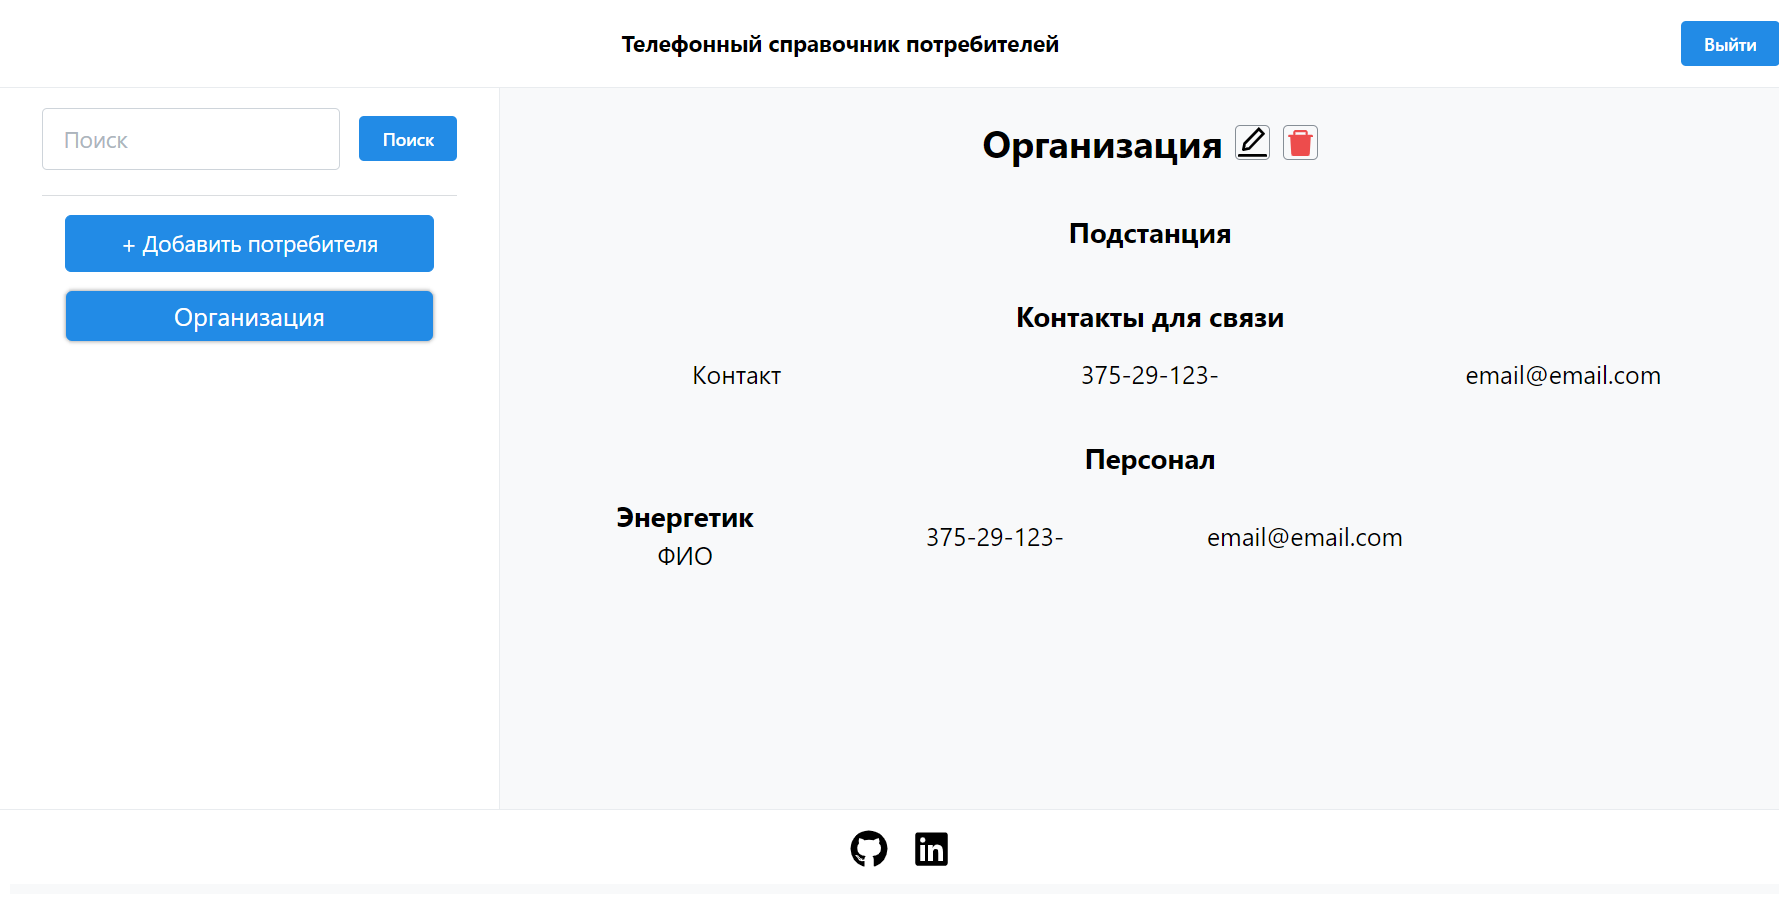 Телефонный справочник потребителей
Выйти
Поиск
Поиск
+ Добавить потребителя
Организация
Организация
Подстанция
Контакты для связи
Контакт 375-29-123- email@email.com
Персонал
Энергетик
ФИО
375-29-123- email@email.com
in